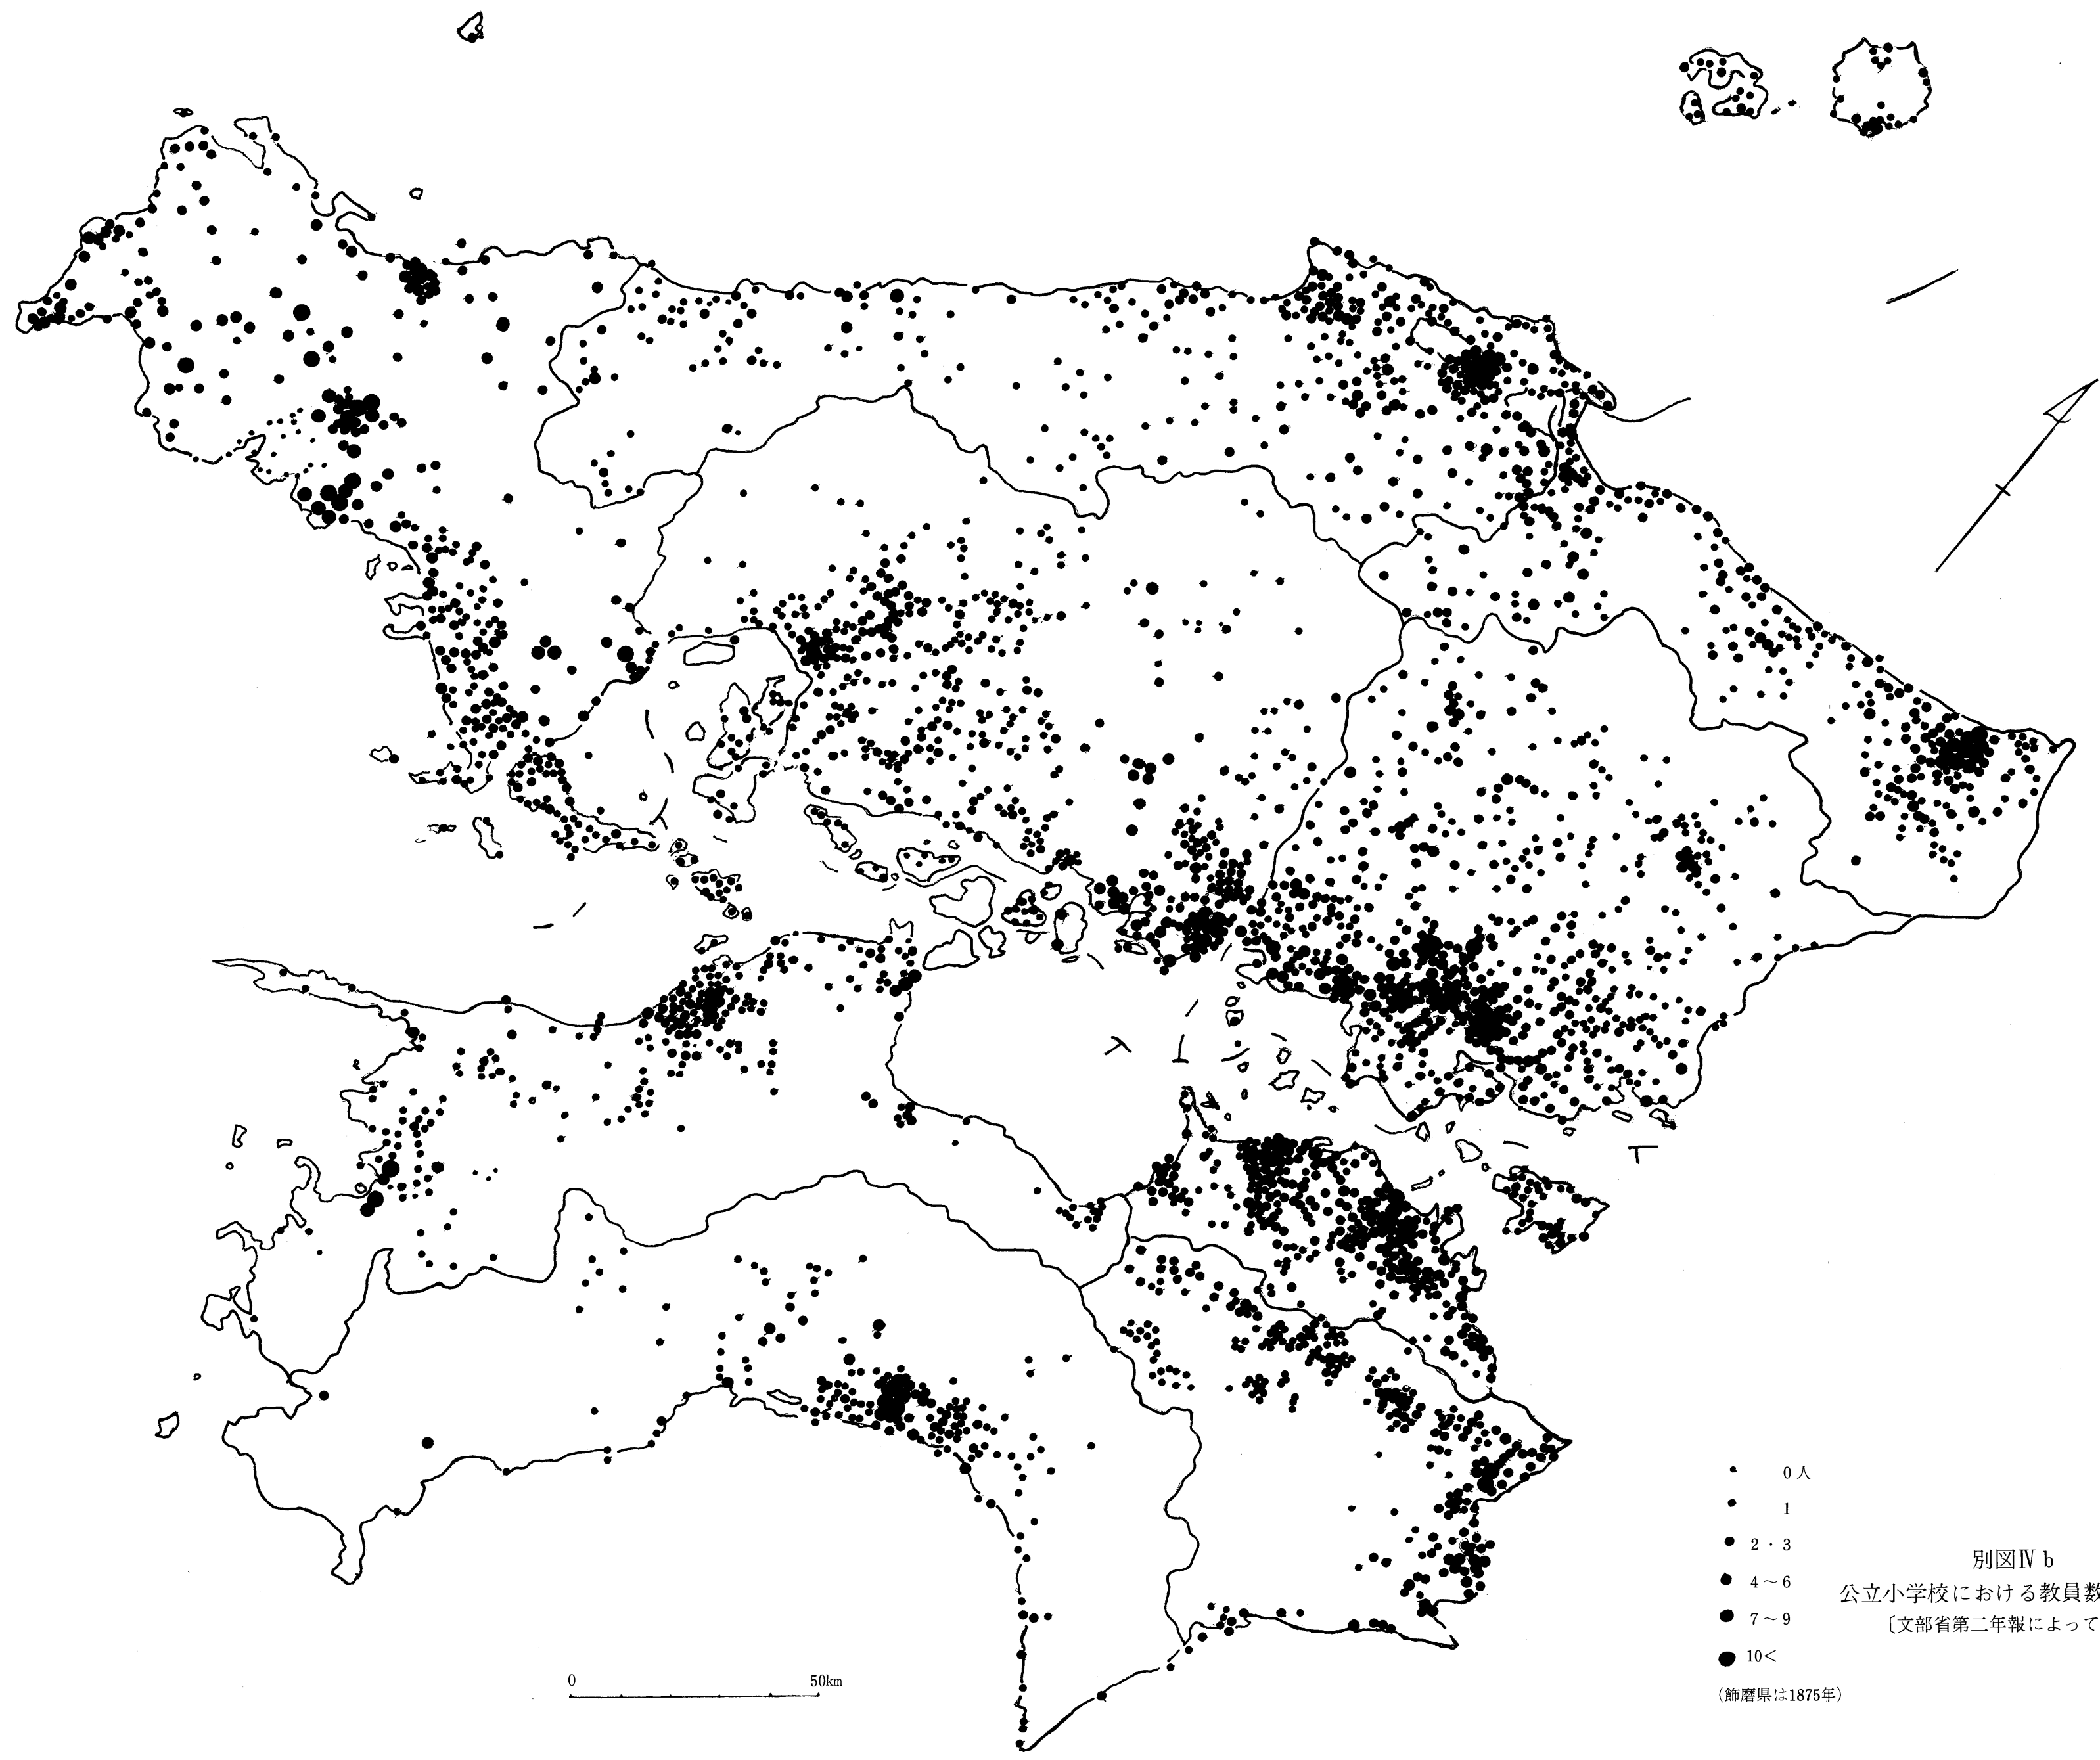 0人
1
2・3
4～6
7～9
10＜
(飾磨県は1875年)
別図Ⅳ b
公立小学校における教員数
〔文部省第二年報によって
0 50km